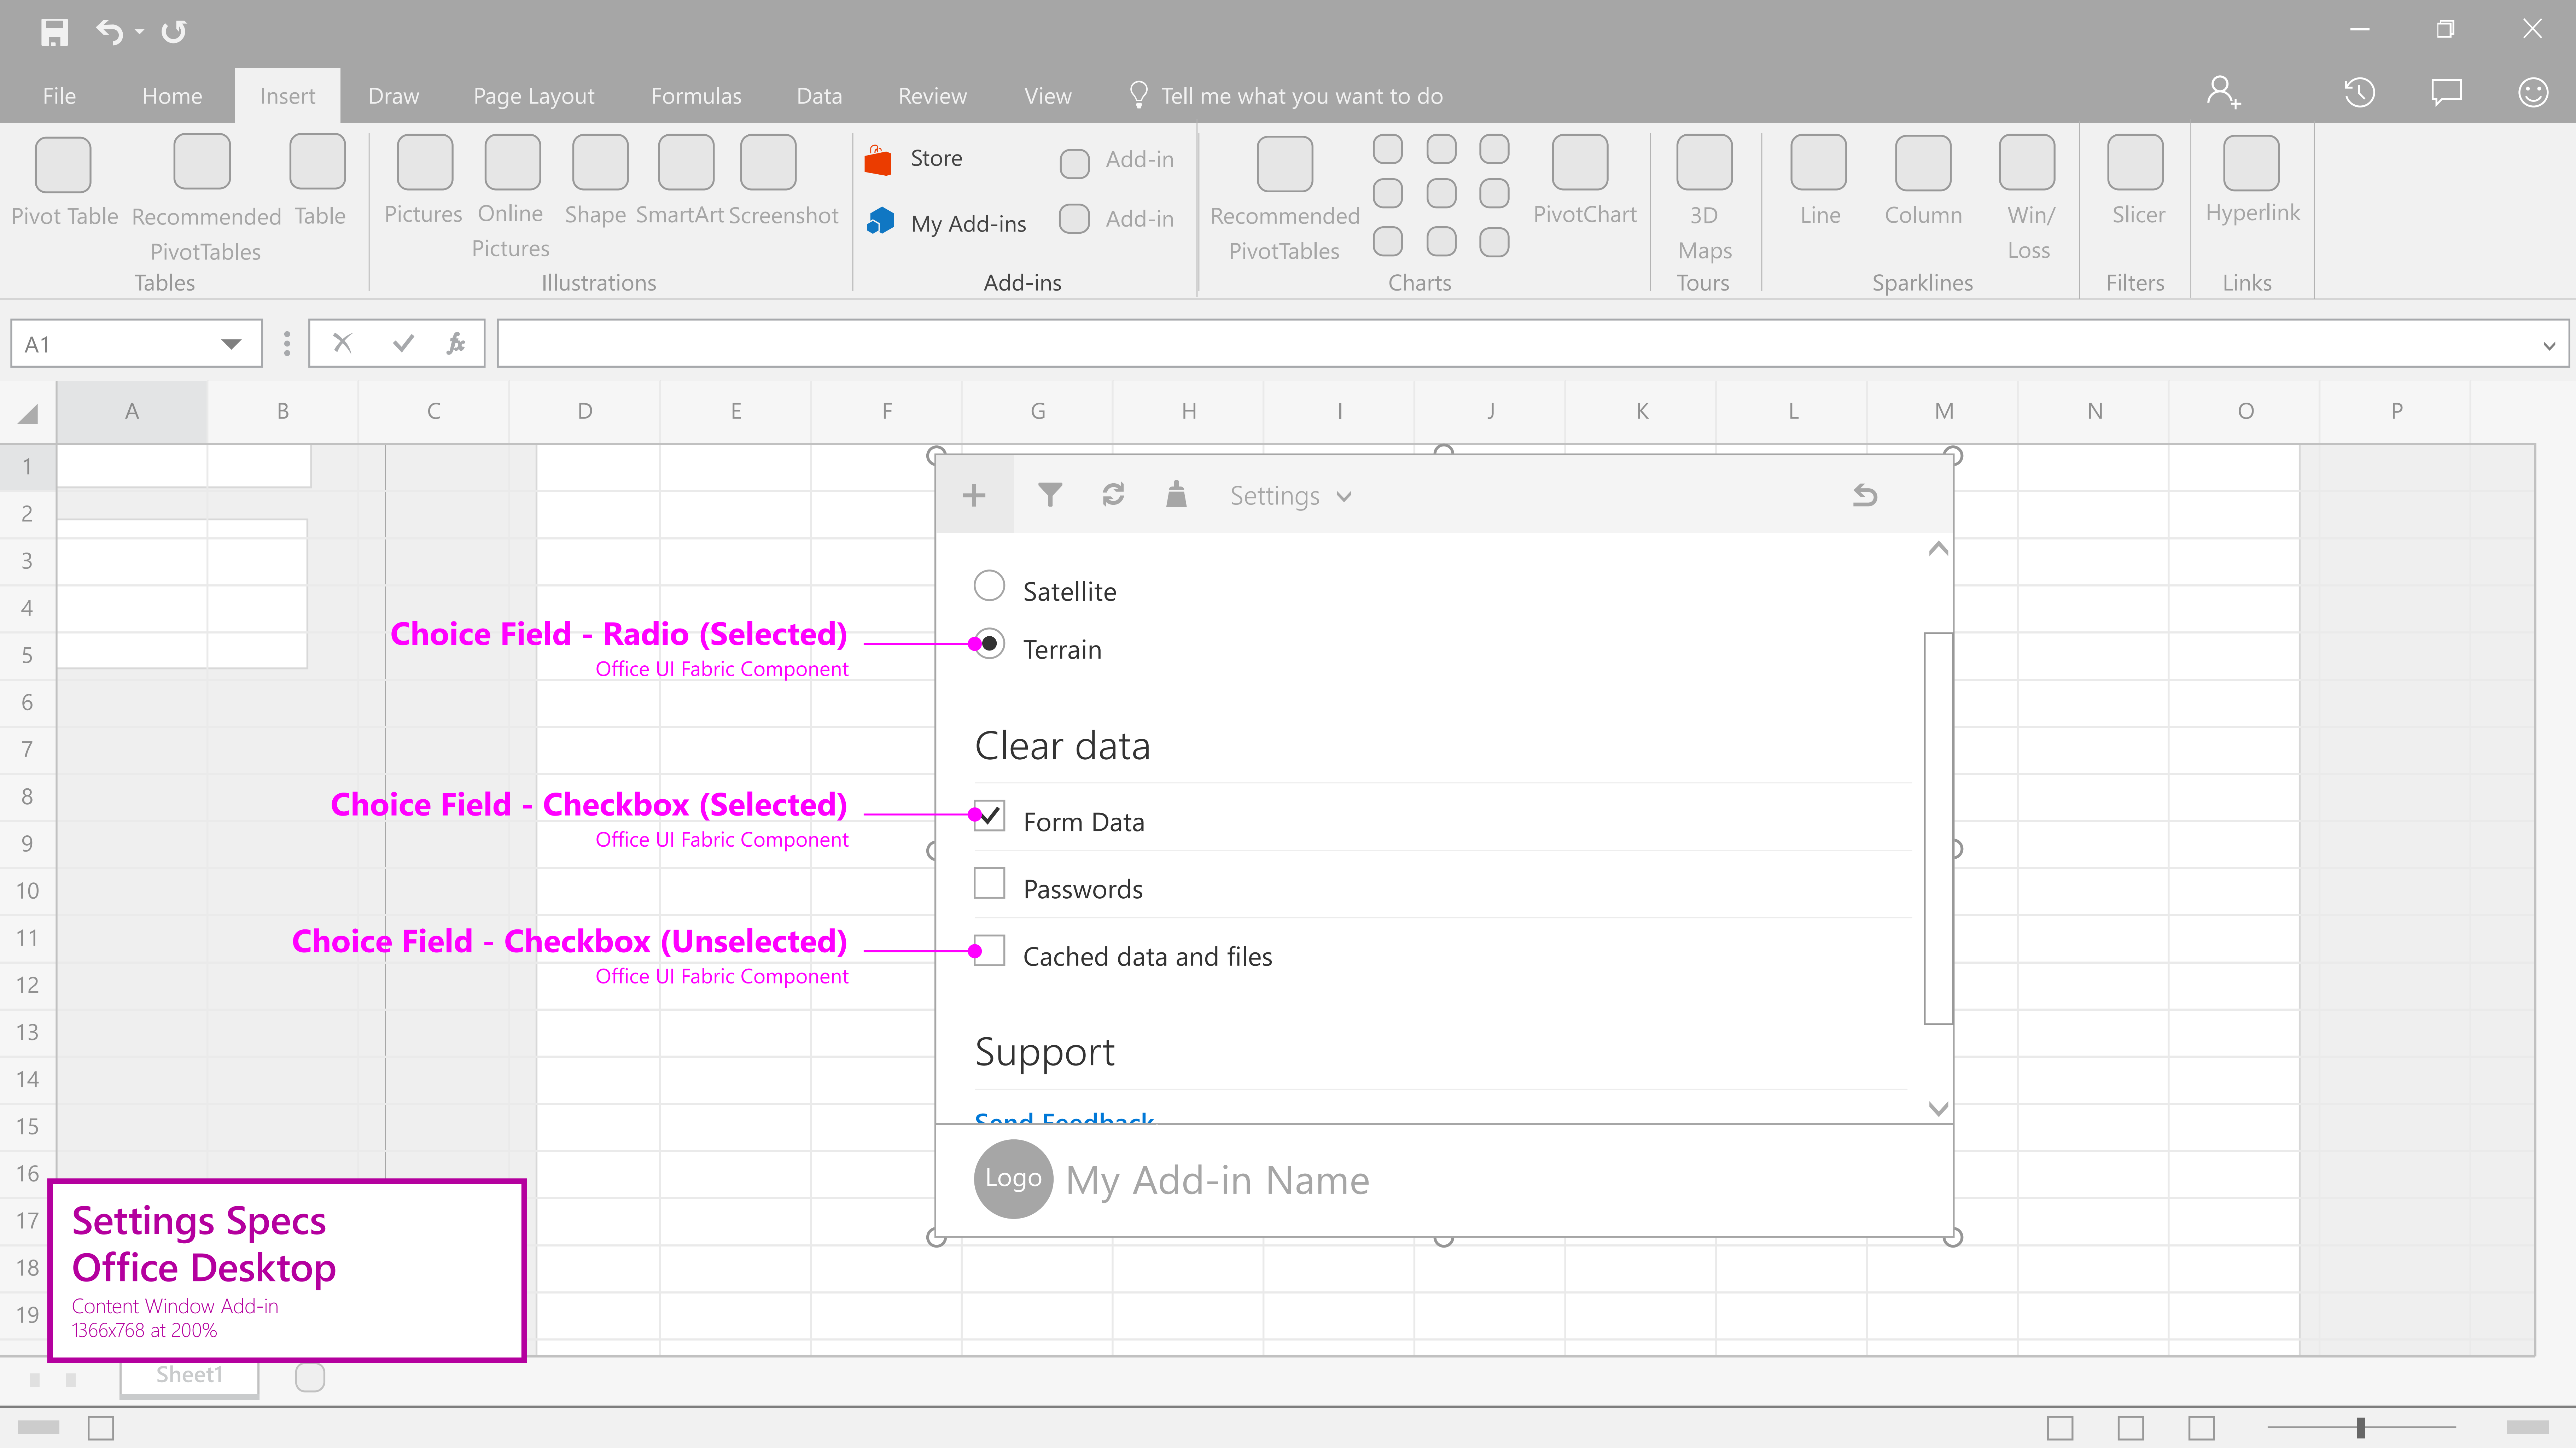 File Home Insert Draw Page Layout Formulas Data Review View Tell me what you want to do
Pivot Table
Recommended
PivotTables
Table
Tables
Pictures
Online
Pictures
Shape
SmartArt
Screenshot
Illustrations
Store
My Add-ins
Add-in
Add-in
Add-ins
Recommended
PivotTables
PivotChart
Charts
3D
Maps
Tours
Line
Column
Win/
Loss
Sparklines
Slicer
Filters
Hyperlink
Links
A1
fx
A B C D E F G H I J K L M N O P
1
2
3
4
5
6
7
8
9
10
11
12
13
14
15
16
17
18
19
Settings
Satellite
Choice Field - Radio (Selected)
Office UI Fabric Component
Terrain
Clear data
Choice Field - Checkbox (Selected)
Office UI Fabric Component
Form Data
Passwords
Choice Field - Checkbox (Unselected)
Office UI Fabric Component
Cached data and files
Support
Send Feedback
Logo
My Add-in Name
Settings Specs
Office Desktop
Content Window Add-in
1366x768 at 200%
Sheet1